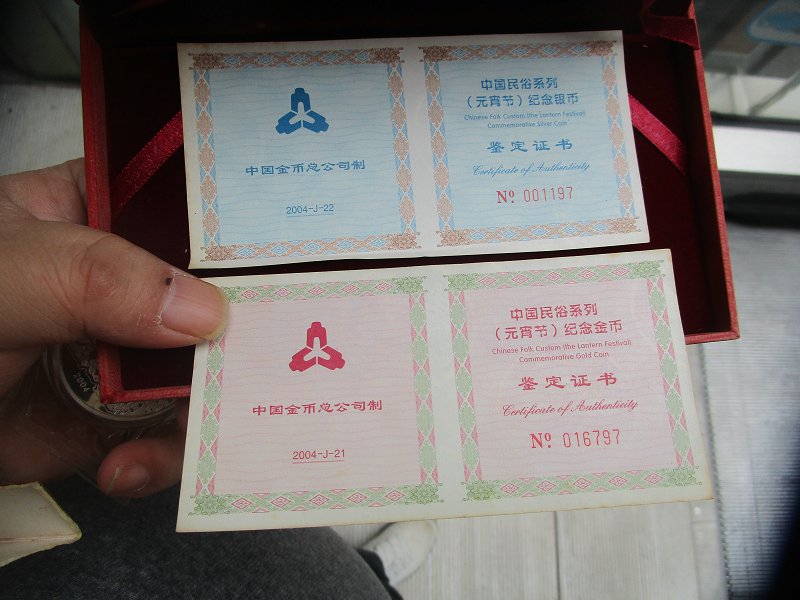 中国金币总公司制
2004-J-22
中国民俗系列
（元宵节）纪念银币
Chinese Folk Custom (the Lantern Festival)
Commemorative Silver Coin
鉴定证书
Certificate of Authenticity
Nº 001197
中国金币总公司制
2004-J-21
中国民俗系列
（元宵节）纪念金币
Chinese Folk Custom (the Lantern Festival)
Commemorative Gold Coin
鉴定证书
Certificate of Authenticity
Nº 016797
2004